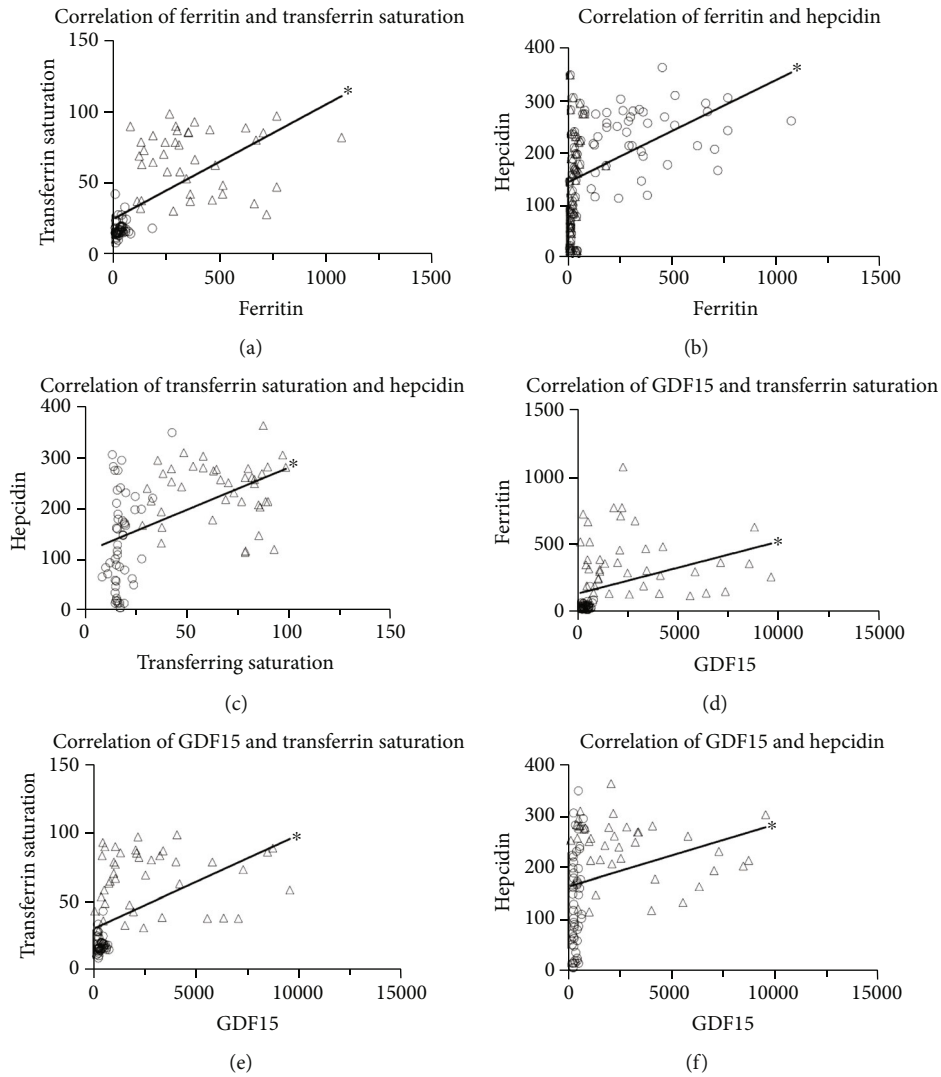 Correlation of ferritin and transferrin saturation
150
100
50
0
Transferrin saturation
0 500 1000 1500
Ferritin
*
(a)
Correlation of ferritin and hepcidin
400
300
200
100
0
Hepcidin
0 500 1000 1500
Ferritin
*
(b)
Correlation of transferrin saturation and hepcidin
400
300
200
100
0
Hepcidin
0 50 100 150
Transferring saturation
*
(c)
Correlation of GDF15 and transferrin saturation
1500
1000
500
0
Ferritin
0 5000 10000 15000
GDF15
*
(d)
Correlation of GDF15 and transferrin saturation
150
100
50
0
Transferrin saturation
0 5000 10000 15000
GDF15
*
(e)
Correlation of GDF15 and hepcidin
400
300
200
100
0
Hepcidin
0 5000 10000 15000
GDF15
*
(f)